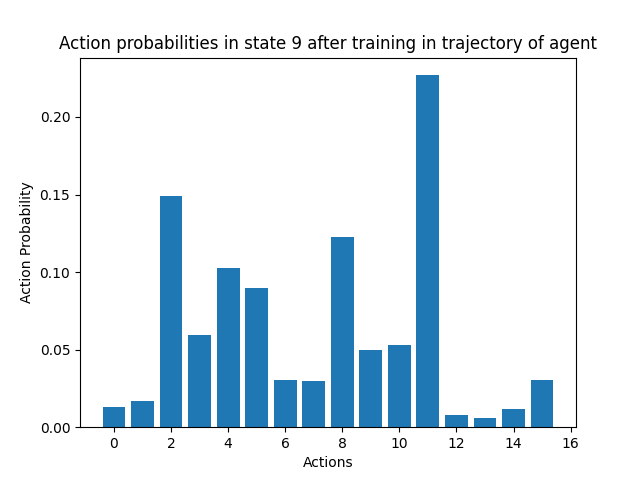 Action probabilities in state 9 after training in trajectory of agent
0.20
0.15
0.10
0.05
0.00
Action Probability
0 2 4 6 8 10 12 14 16
Actions